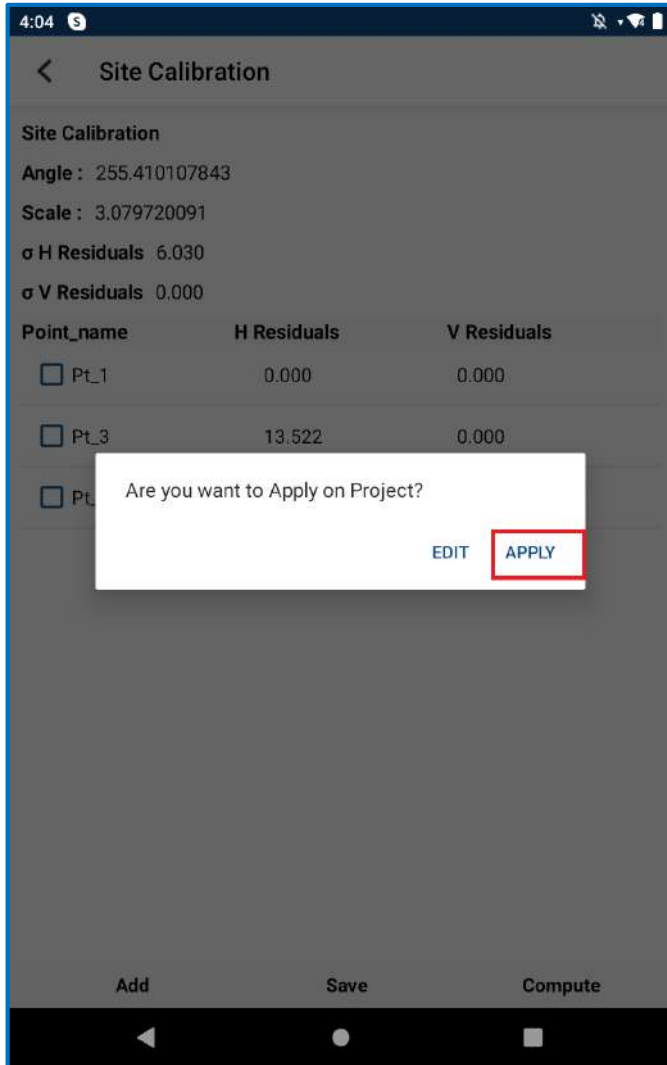 4:04 S
Site Calibration
Site Calibration
Angle : 255.410107843
Scale : 3.079720091
σ H Residuals 6.030
σ V Residuals 0.000
Point_name H Residuals V Residuals
Pt_1 0.000 0.000
Pt_3 13.522 0.000
Pt_
Are you want to Apply on Project?
EDIT APPLY
Add Save Compute